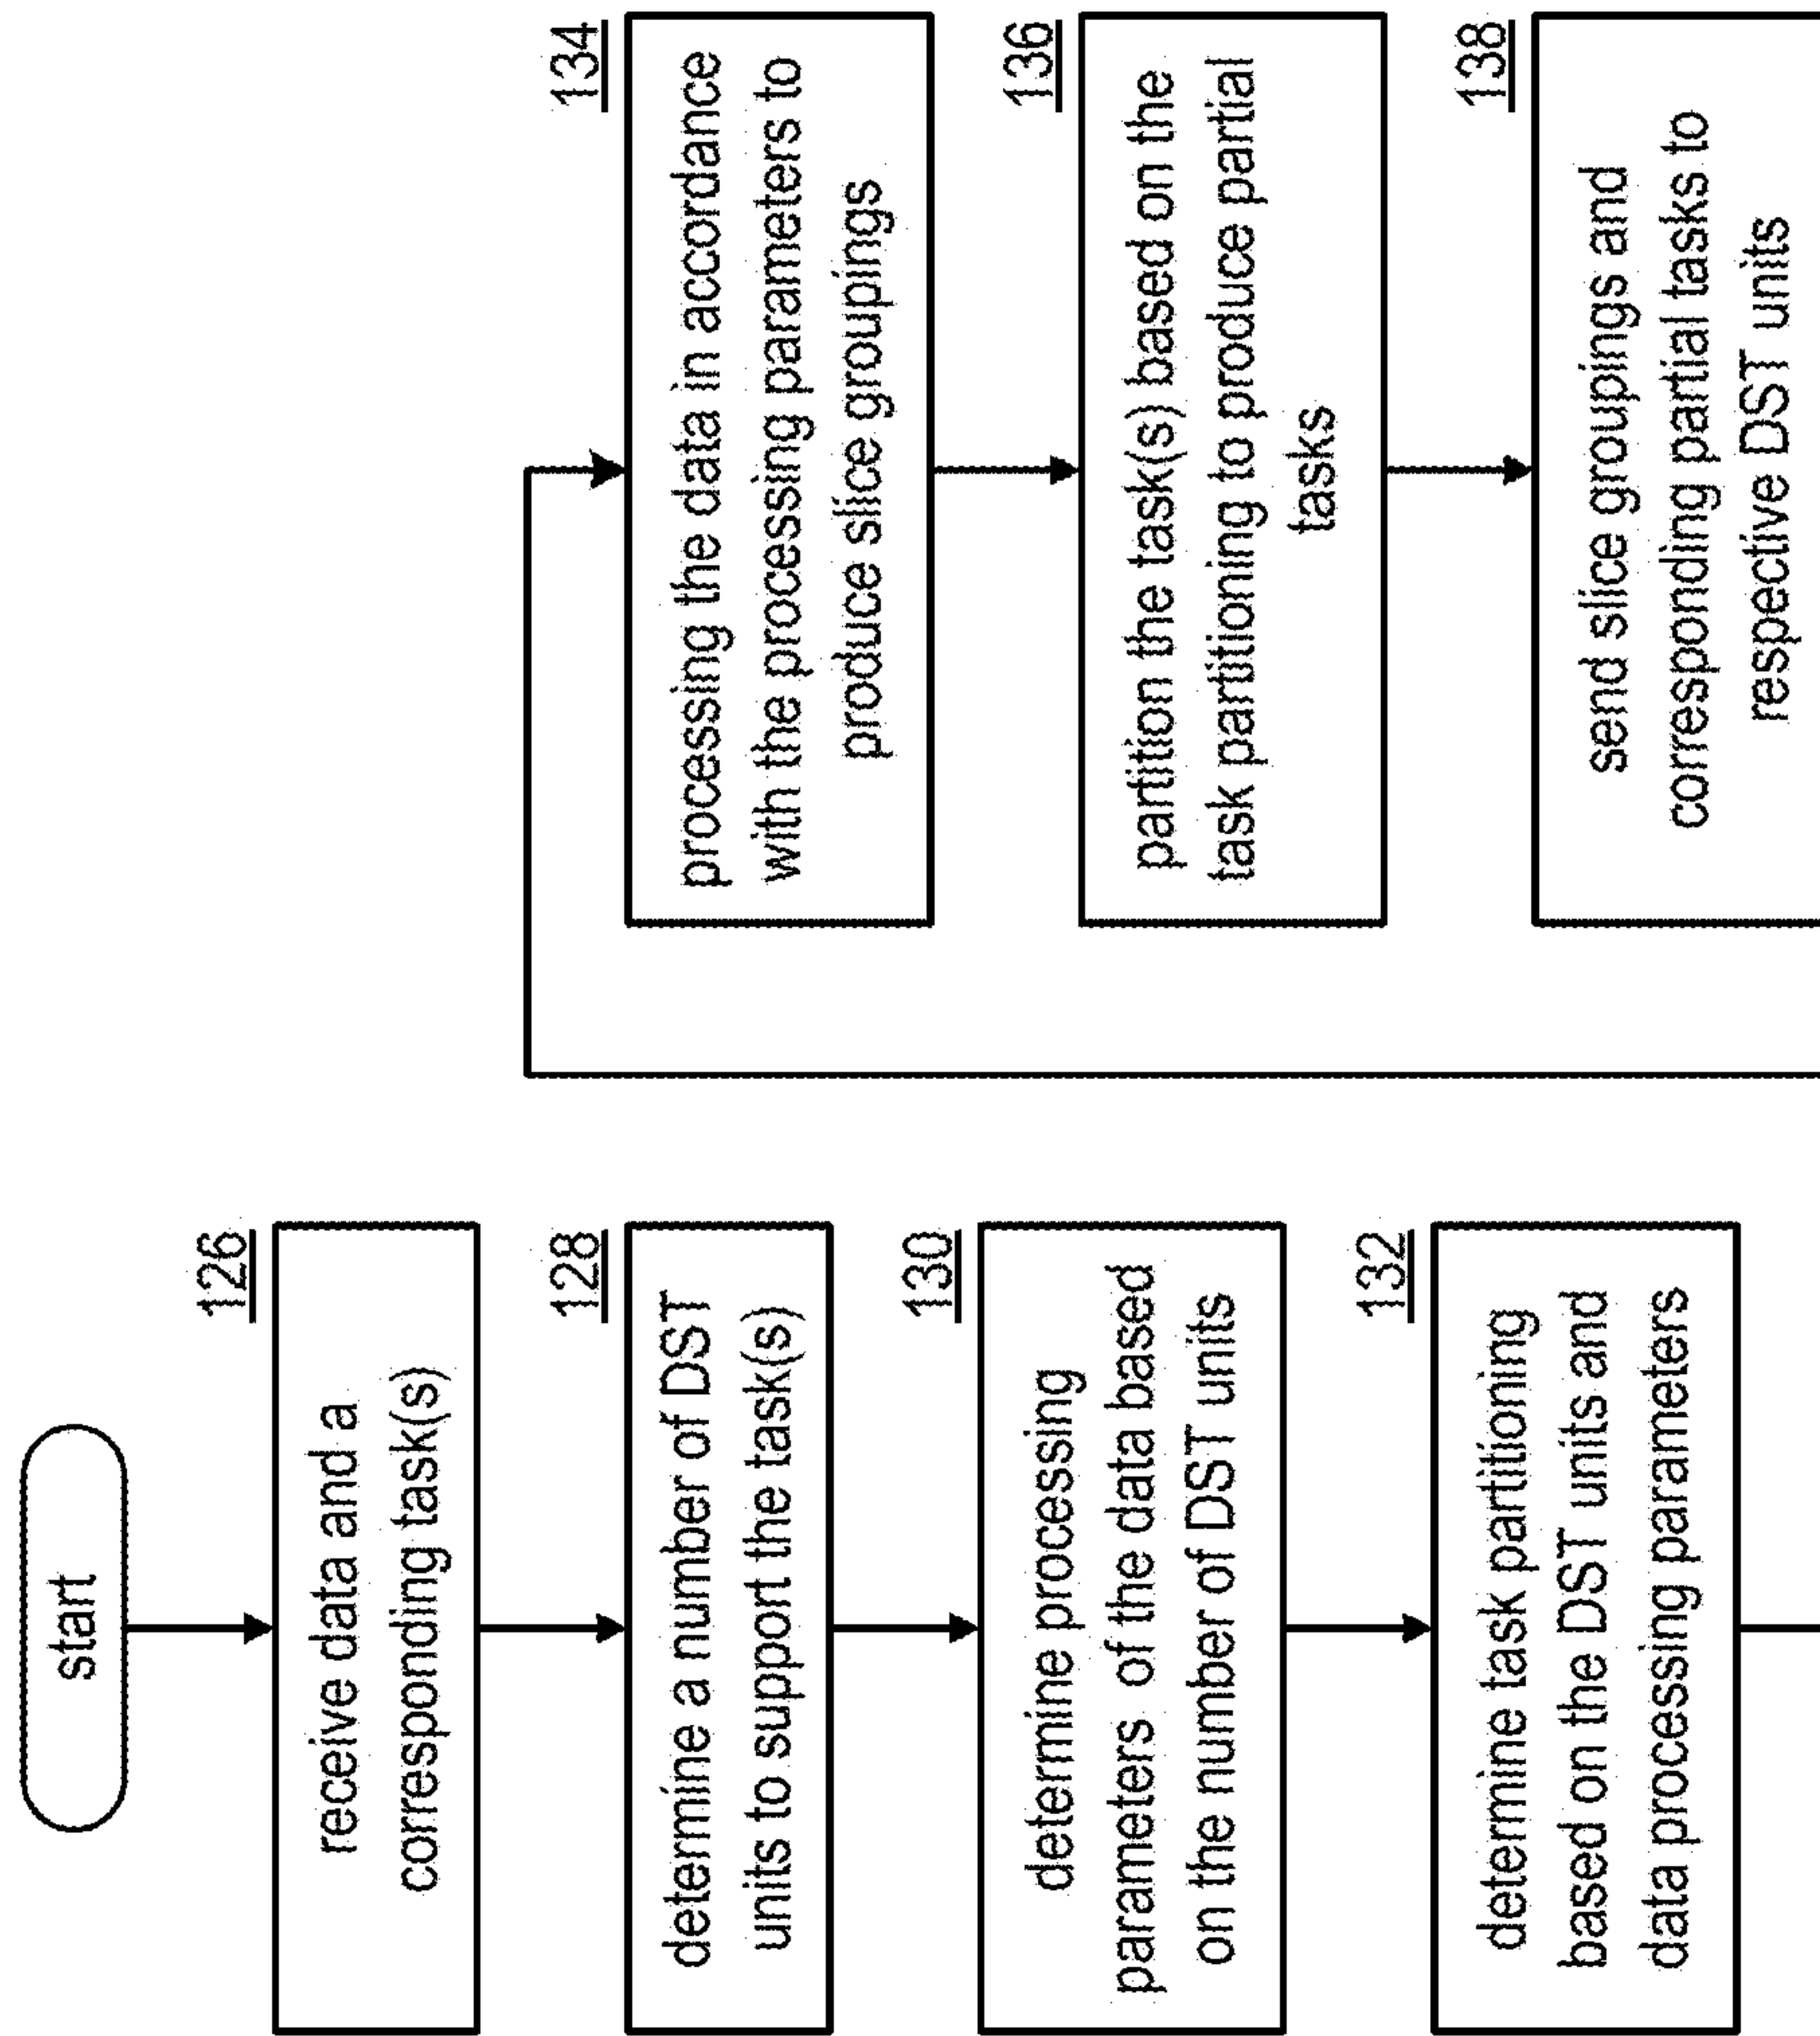 start
126
receive data and a
corresponding task(s)
128
determine a number of DST
units to support the task(s)
130
determine processing
parameters of the data based
on the number of DST units
132
determine task partitioning
based on the DST units and
data processing parameters
134
processing the data in accordance
with the processing parameters to
produce slice groupings
136
partition the task(s) based on the
task partitioning to produce partial
tasks
138
send slice groupings and
corresponding partial tasks to
respective DST units